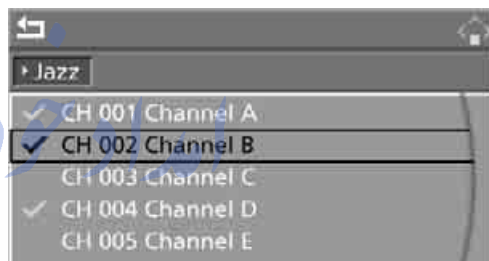 Jazz
CH 001 Channel A
CH 002 Channel B
CH 003 Channel C
CH 004 Channel D
CH 005 Channel E